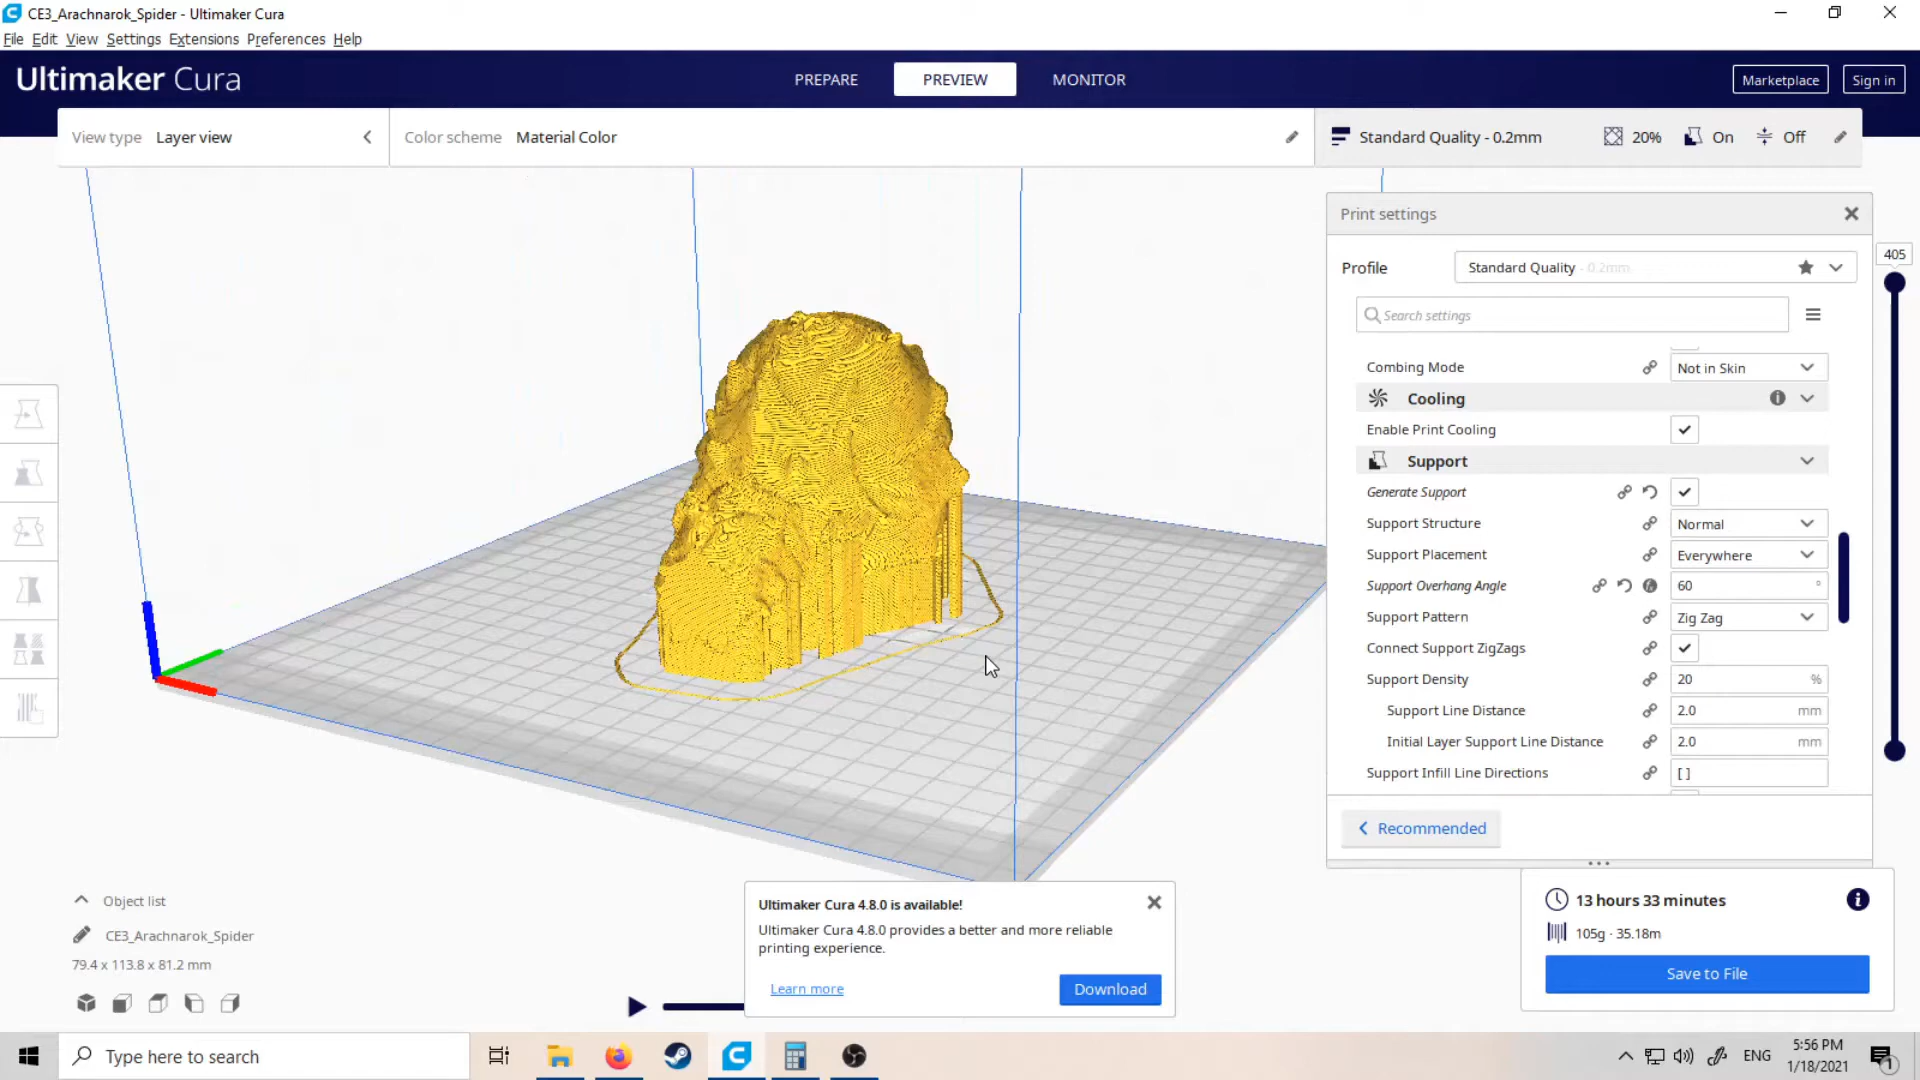 CE3_Arachnarok_Spider - Ultimaker Cura
File Edit View Settings Extensions Preferences Help
Ultimaker Cura
PREPARE
PREVIEW
MONITOR
Marketplace
Sign in
View type Layer view
Color scheme Material Color
Standard Quality - 0.2mm
20%
On
Off
Print settings
Profile
Standard Quality - 0.2mm
405
Search settings
Combing Mode
Not in Skin
Cooling
Enable Print Cooling
Support
Generate Support
Support Structure
Normal
Support Placement
Everywhere
Support Overhang Angle
60 °
Support Pattern
Zig Zag
Connect Support ZigZags
Support Density
20 %
Support Line Distance
2.0 mm
Initial Layer Support Line Distance
2.0 mm
Support Infill Line Directions
[ ]
Recommended
Object list
CE3_Arachnarok_Spider
79.4 x 113.8 x 81.2 mm
Ultimaker Cura 4.8.0 is available!
Ultimaker Cura 4.8.0 provides a better and more reliable
printing experience.
Learn more
Download
13 hours 33 minutes
105g · 35.18m
Save to File
Type here to search
ENG
5:56 PM
1/18/2021
1